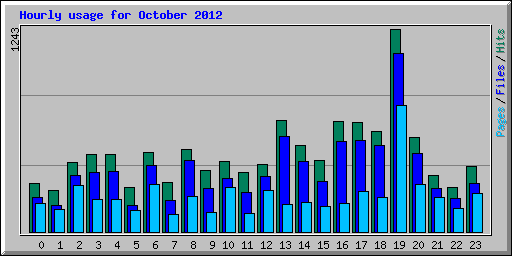 Hourly usage for October 2012
1243
Pages / Files / Hits
0 1 2 3 4 5 6 7 8 9 10 11 12 13 14 15 16 17 18 19 20 21 22 23